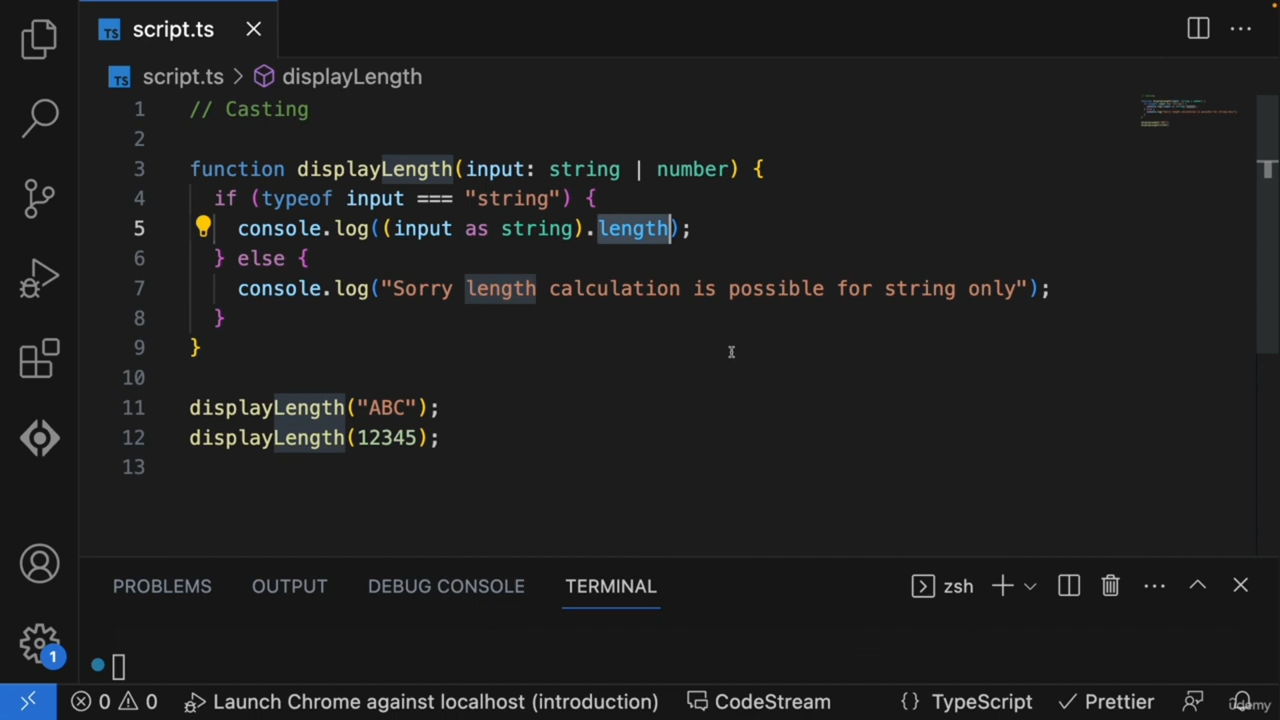 TS script.ts
TS script.ts > displayLength
1 // Casting
2
3 function displayLength(input: string | number) {
4 if (typeof input === "string") {
5 console.log((input as string).length);
6 } else {
7 console.log("Sorry length calculation is possible for string only");
8 }
9 }
10
11 displayLength("ABC");
12 displayLength(12345);
13
PROBLEMS OUTPUT DEBUG CONSOLE TERMINAL zsh
1
0 0 Launch Chrome against localhost (introduction) CodeStream {} TypeScript Prettier
ûdemy